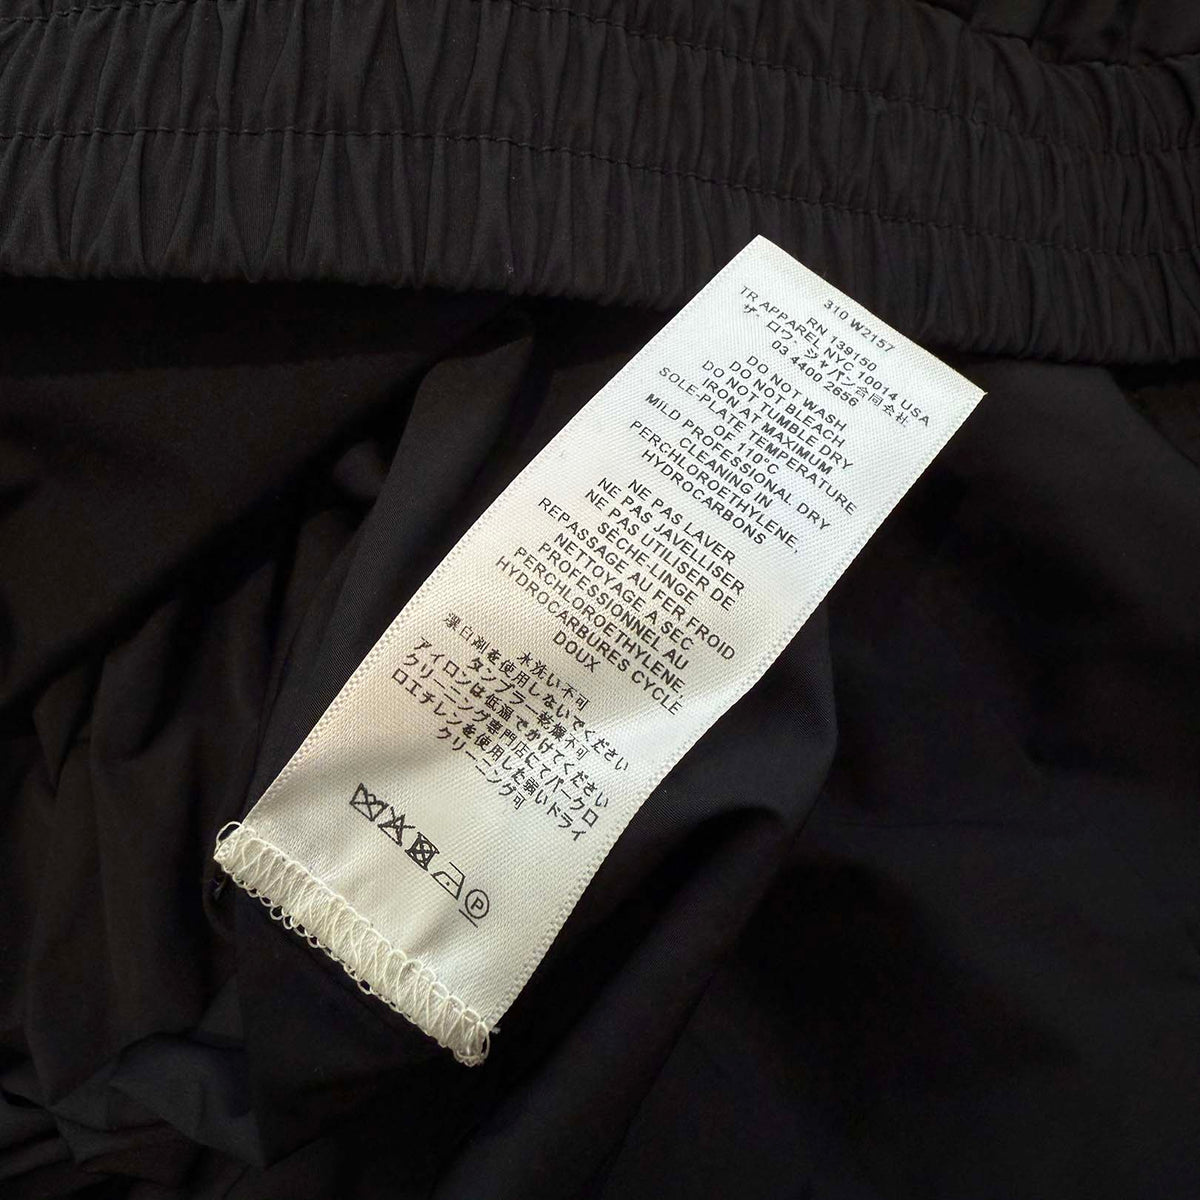 310 W2157
RN 139150
TR APPAREL NYC 10014 USA
ザ・ロウ・ジャパン合同会社
03 4400 2656
DO NOT WASH
DO NOT BLEACH
DO NOT TUMBLE DRY
IRON AT MAXIMUM
SOLE-PLATE TEMPERATURE
OF 110°C
MILD PROFESSIONAL DRY
CLEANING IN
PERCHLOROETHYLENE,
HYDROCARBONS
NE PAS LAVER
NE PAS JAVELLISER
NE PAS UTILISER DE
SÈCHE-LINGE
REPASSAGE AU FER FROID
NETTOYAGE A SEC
PROFESSIONNEL AU
PERCHLOROETHYLENE
HYDROCARBURES CYCLE
DOUX
水洗い不可
漂白剤を使用しないでください
タンブラー乾燥不可
アイロンは低温でかけてください
クリーニング専門店にてパークロ
ロエチレンを使用した弱いドライ
クリーニング可
P